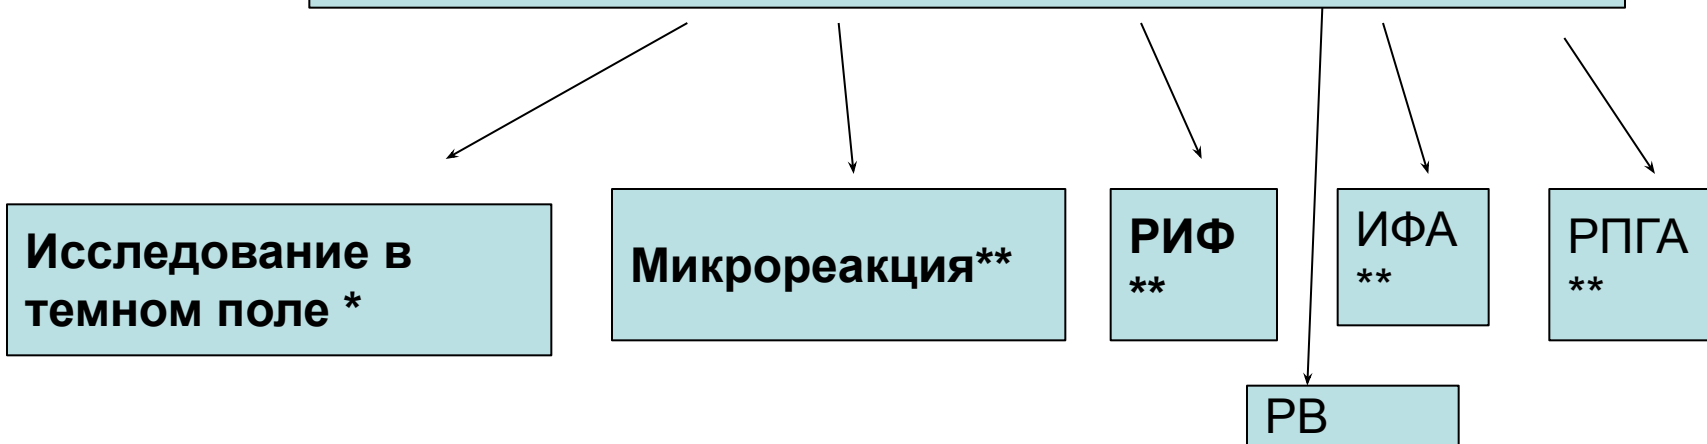 Исследование в
темном поле *
Микрореакция**
РИФ
**
ИФА
**
РПГА
**
РВ